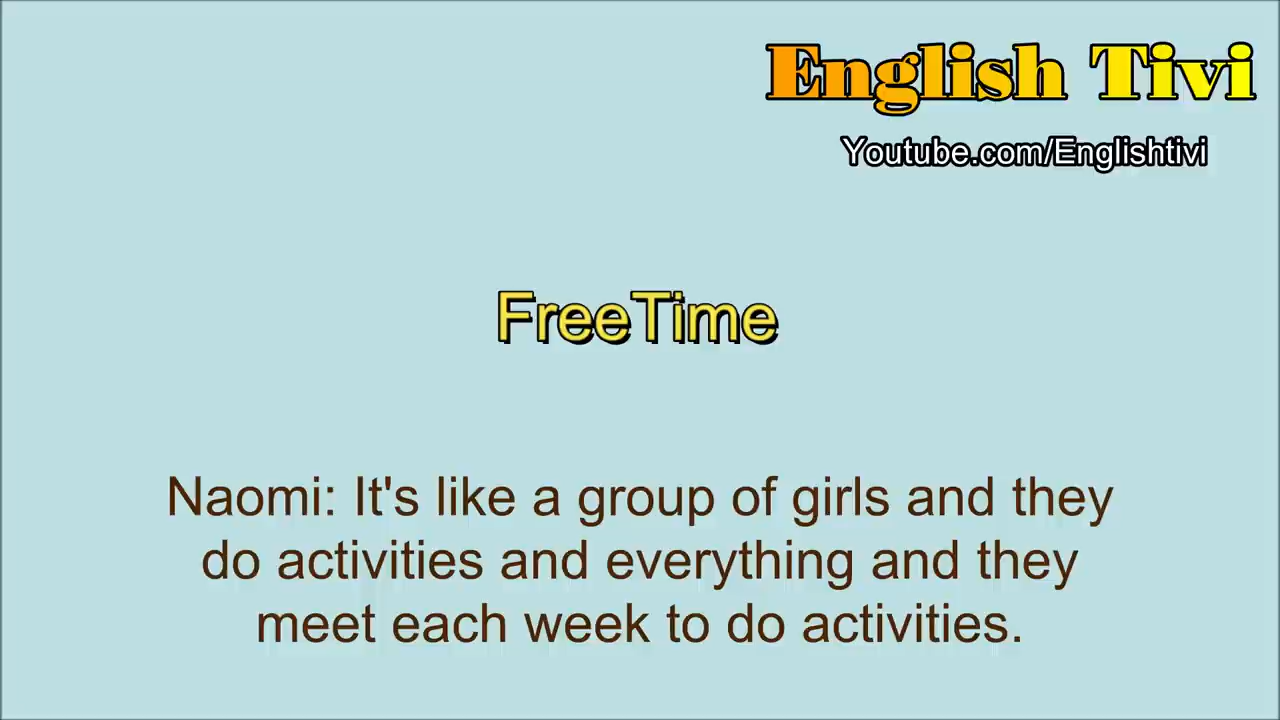 English Tivi
Youtube.com/Englishtivi
FreeTime
Naomi: It's like a group of girls and they
do activities and everything and they
meet each week to do activities.